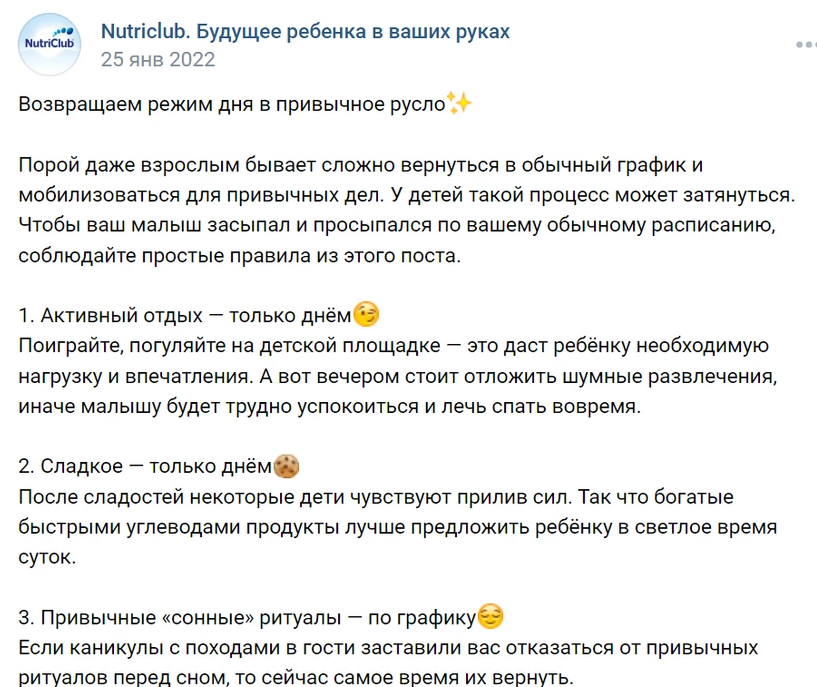 NutriClub
Nutriclub. Будущее ребенка в ваших руках
25 янв 2022
Возвращаем режим дня в привычное русло✨
Порой даже взрослым бывает сложно вернуться в обычный график и
мобилизоваться для привычных дел. У детей такой процесс может затянуться.
Чтобы ваш малыш засыпал и просыпался по вашему обычному расписанию,
соблюдайте простые правила из этого поста.
1. Активный отдых — только днём😉
Поиграйте, погуляйте на детской площадке — это даст ребёнку необходимую
нагрузку и впечатления. А вот вечером стоит отложить шумные развлечения,
иначе малышу будет трудно успокоиться и лечь спать вовремя.
2. Сладкое — только днём🍪
После сладостей некоторые дети чувствуют прилив сил. Так что богатые
быстрыми углеводами продукты лучше предложить ребёнку в светлое время
суток.
3. Привычные «сонные» ритуалы — по графику😌
Если каникулы с походами в гости заставили вас отказаться от привычных
ритуалов перед сном, то сейчас самое время их вернуть.